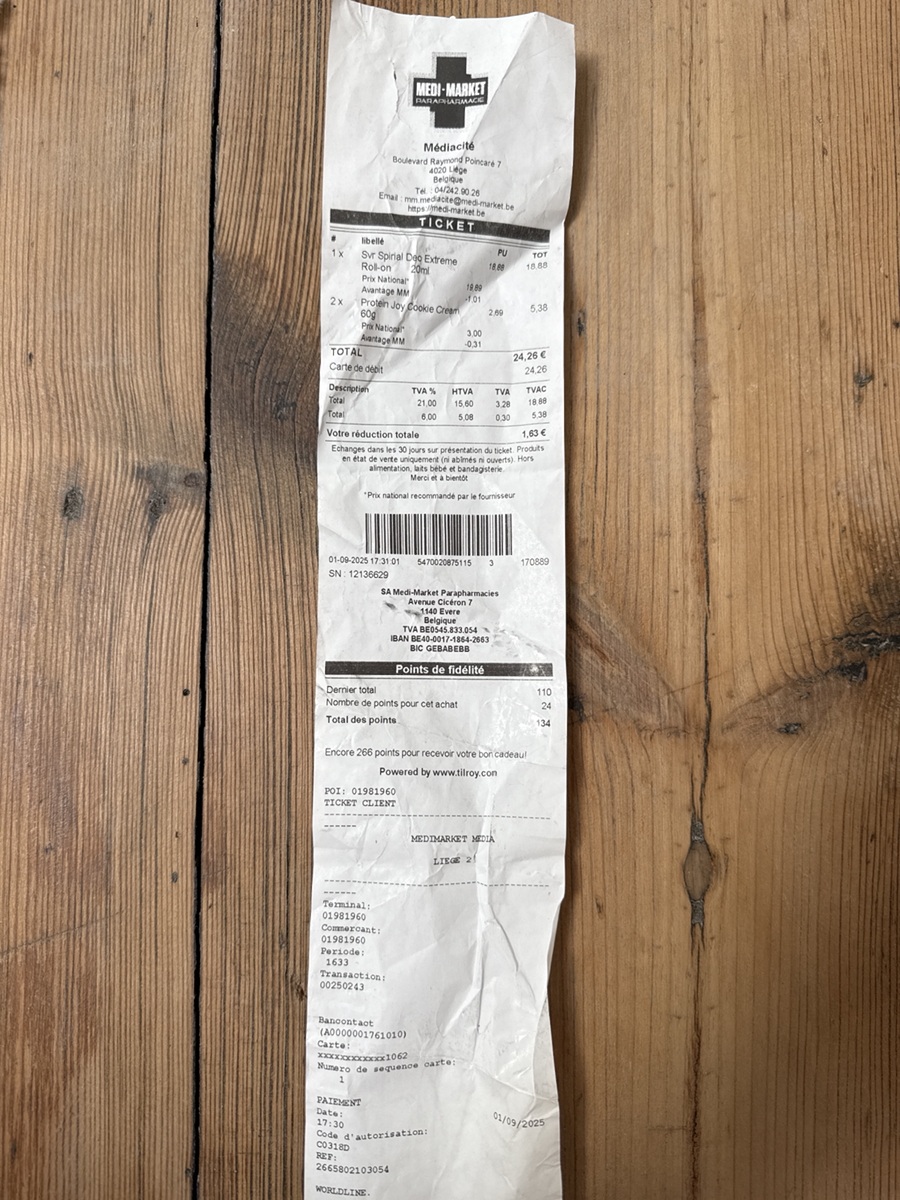 MEDI-MARKET
PARAPHARMACIE
Médiacité
Boulevard Raymond Poincaré 7
4020 Liège
Belgique
Tél. : 04/242.90.26
Email : mm.mediacite@medi-market.be
https://medi-market.be
TICKET
# libellé PU TOT
1 x Svr Spirial Deo Extreme 18,88 18,88
Roll-on 20ml
Prix National* 19,89
Avantage MM -1,01
2 x Protein Joy Cookie Cream 2,69 5,38
60g
Prix National* 3,00
Avantage MM -0,31
TOTAL 24,26 €
Carte de débit 24,26
Description TVA % HTVA TVA TVAC
Total 21,00 15,60 3,28 18,88
Total 6,00 5,08 0,30 5,38
Votre réduction totale 1,63 €
Echanges dans les 30 jours sur présentation du ticket. Produits
en état de vente uniquement (ni abîmés ni ouverts). Hors
alimentation, laits bébé et bandagisterie.
Merci et à bientôt
*Prix national recommandé par le fournisseur
01-09-2025 17:31:01 5470020875115 3 170889
SN : 12136629
SA Medi-Market Parapharmacies
Avenue Cicéron 7
1140 Evere
Belgique
TVA BE0545.833.054
IBAN BE40-0017-1864-2663
BIC GEBABEBB
Points de fidélité
Dernier total 110
Nombre de points pour cet achat 24
Total des points 134
Encore 266 points pour recevoir votre bon cadeau!
Powered by www.tilroy.com
POI: 01981960
TICKET CLIENT
------------------------------------
------
MEDIMARKET MEDIA
LIEGE 2
------------------------------------
------
Terminal:
01981960
Commercant:
01981960
Periode:
1633
Transaction:
00250243
Bancontact
(A0000001761010)
Carte:
xxxxxxxxxxxx1062
Numero de sequence carte:
1
PAIEMENT
Date: 01/09/2025
17:30
Code d'autorisation:
C0318D
REF:
2665802103054
WORLDLINE.